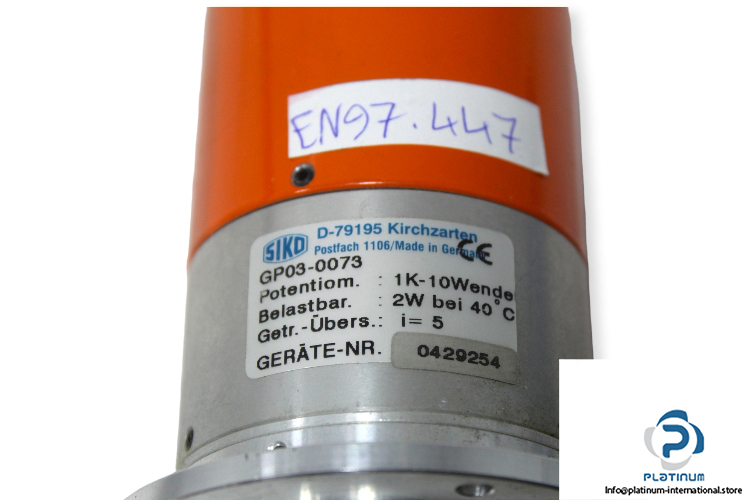 EN97.447
SIKO
D-79195 Kirchzarten
Postfach 1106/Made in Germany CE
GP03-0073
Potentiom. : 1K-10Wendel
Belastbar. : 2W bei 40°C
Getr.-Übers.: i= 5
GERÄTE-NR. 0429254
PLATINUM
Info@platinum-international.store